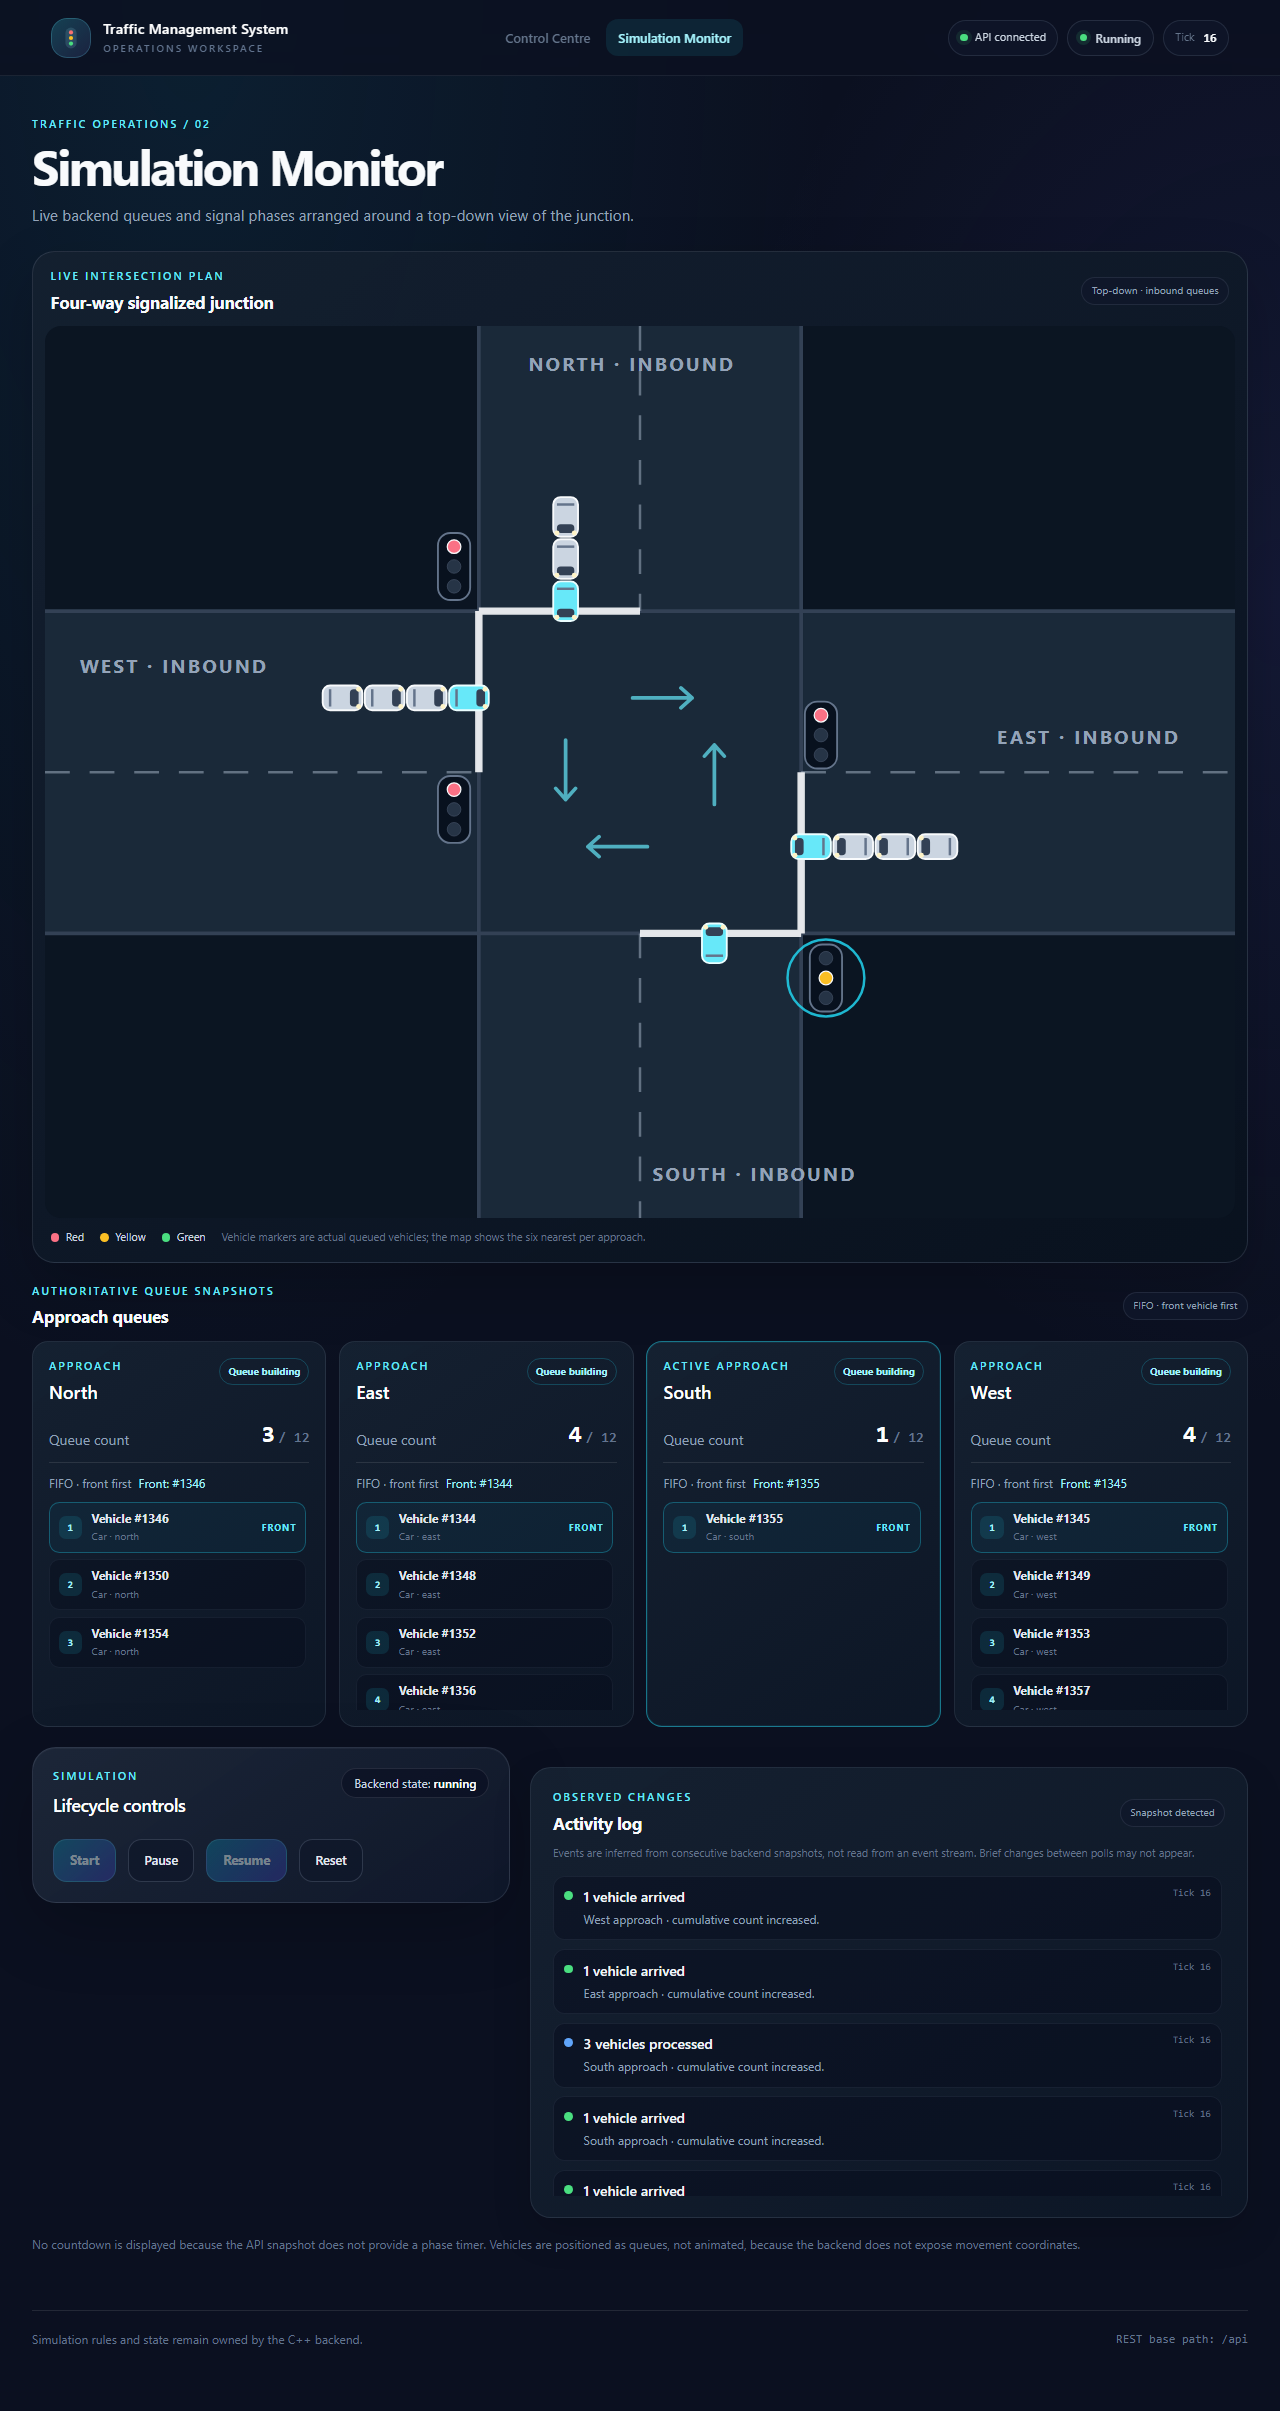 Traffic Management System
OPERATIONS WORKSPACE
Control Centre
Simulation Monitor
API connected
Running
Tick 16
TRAFFIC OPERATIONS / 02
Simulation Monitor
Live backend queues and signal phases arranged around a top-down view of the junction.
LIVE INTERSECTION PLAN
Four-way signalized junction
Top-down · inbound queues
NORTH · INBOUND
WEST · INBOUND
EAST · INBOUND
SOUTH · INBOUND
Red
Yellow
Green
Vehicle markers are actual queued vehicles; the map shows the six nearest per approach.
AUTHORITATIVE QUEUE SNAPSHOTS
Approach queues
FIFO · front vehicle first
APPROACH
Queue building
North
Queue count
3 / 12
FIFO · front first Front: #1346
1
Vehicle #1346
Car · north
FRONT
2
Vehicle #1350
Car · north
3
Vehicle #1354
Car · north
APPROACH
Queue building
East
Queue count
4 / 12
FIFO · front first Front: #1344
1
Vehicle #1344
Car · east
FRONT
2
Vehicle #1348
Car · east
3
Vehicle #1352
Car · east
4
Vehicle #1356
Car · east
ACTIVE APPROACH
Queue building
South
Queue count
1 / 12
FIFO · front first Front: #1355
1
Vehicle #1355
Car · south
FRONT
APPROACH
Queue building
West
Queue count
4 / 12
FIFO · front first Front: #1345
1
Vehicle #1345
Car · west
FRONT
2
Vehicle #1349
Car · west
3
Vehicle #1353
Car · west
4
Vehicle #1357
Car · west
SIMULATION
Lifecycle controls
Backend state: running
Start
Pause
Resume
Reset
OBSERVED CHANGES
Activity log
Snapshot detected
Events are inferred from consecutive backend snapshots, not read from an event stream. Brief changes between polls may not appear.
1 vehicle arrived
Tick 16
West approach · cumulative count increased.
1 vehicle arrived
Tick 16
East approach · cumulative count increased.
3 vehicles processed
Tick 16
South approach · cumulative count increased.
1 vehicle arrived
Tick 16
South approach · cumulative count increased.
1 vehicle arrived
Tick 16
No countdown is displayed because the API snapshot does not provide a phase timer. Vehicles are positioned as queues, not animated, because the backend does not expose movement coordinates.
Simulation rules and state remain owned by the C++ backend.
REST base path: /api